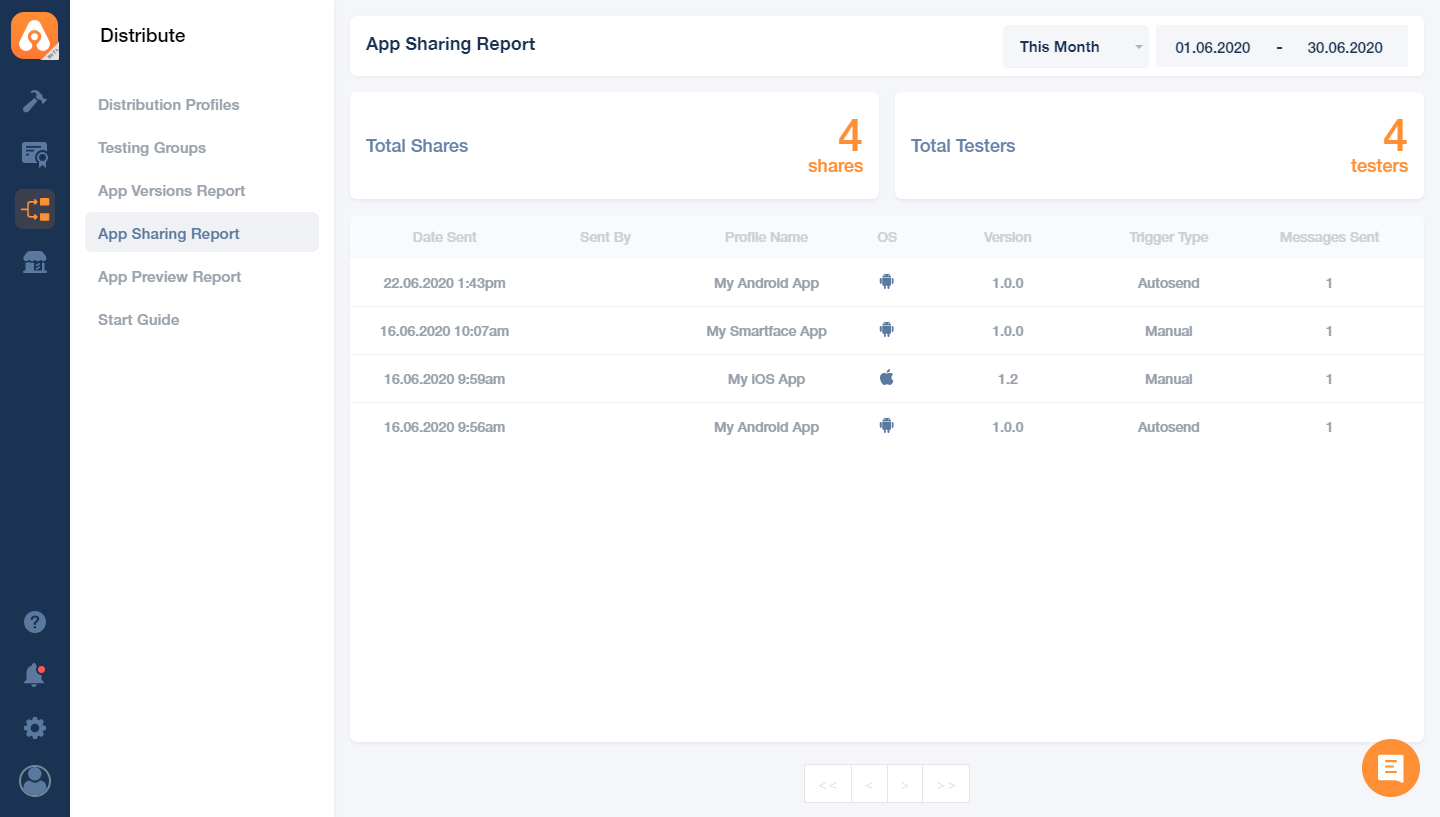 BETA
Distribute
Distribution Profiles
Testing Groups
App Versions Report
App Sharing Report
App Preview Report
Start Guide
App Sharing Report
This Month
01.06.2020 - 30.06.2020
Total Shares
4
shares
Total Testers
4
testers
Date Sent Sent By Profile Name OS Version Trigger Type Messages Sent
22.06.2020 1:43pm My Android App 1.0.0 Autosend 1
16.06.2020 10:07am My Smartface App 1.0.0 Manual 1
16.06.2020 9:59am My iOS App 1.2 Manual 1
16.06.2020 9:56am My Android App 1.0.0 Autosend 1
<< < > >>
?